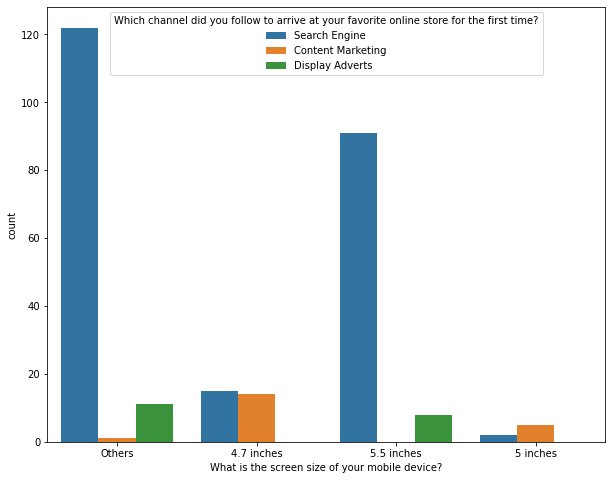 Which channel did you follow to arrive at your favorite online store for the first time?
Search Engine
Content Marketing
Display Adverts
120
100
80
60
40
20
0
count
Others 4.7 inches 5.5 inches 5 inches
What is the screen size of your mobile device?